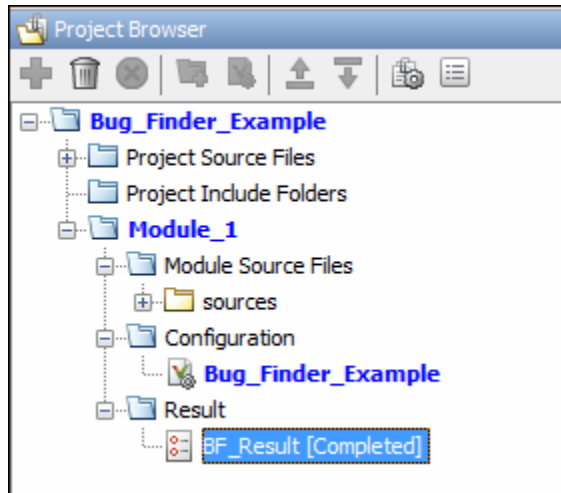 Project Browser
Bug_Finder_Example
Project Source Files
Project Include Folders
Module_1
Module Source Files
sources
Configuration
Bug_Finder_Example
Result
BF_Result [Completed]